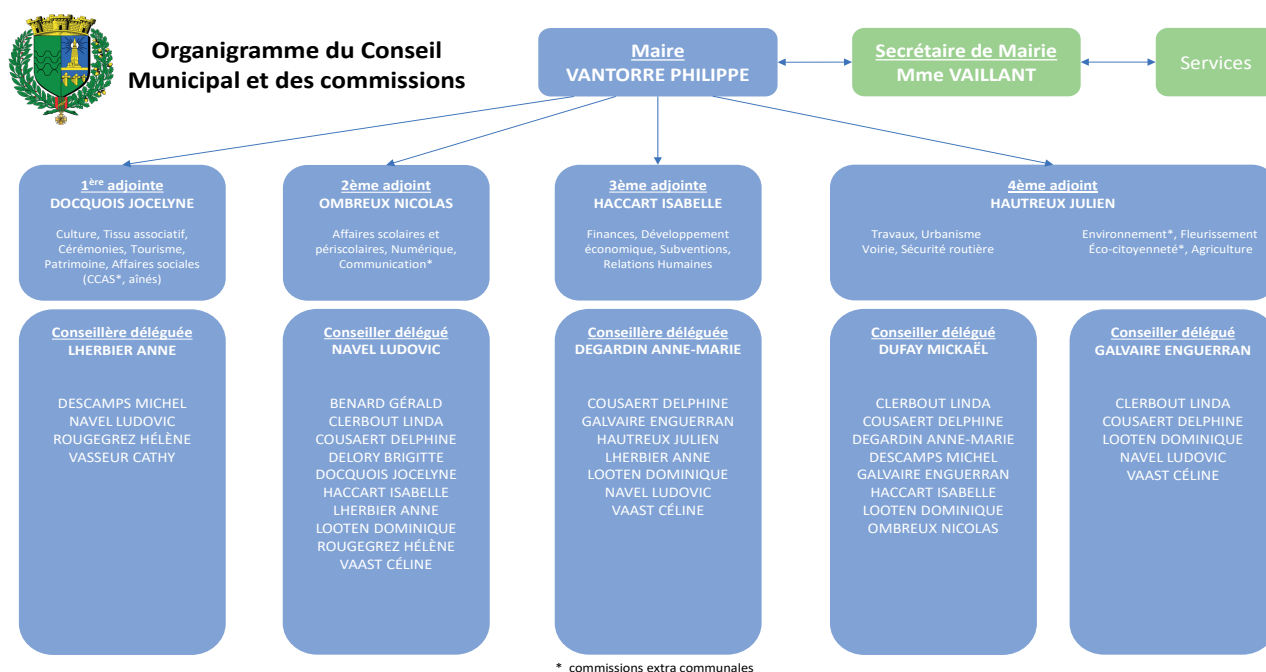 Organigramme du Conseil
Municipal et des commissions
Maire
VANTORRE PHILIPPE
Secrétaire de Mairie
Mme VAILLANT
Services
1ère adjointe
DOCQUOIS JOCELYNE
Culture, Tissu associatif,
Cérémonies, Tourisme,
Patrimoine, Affaires sociales
(CCAS*, aînés)
2ème adjoint
OMBREUX NICOLAS
Affaires scolaires et
périscolaires, Numérique,
Communication*
3ème adjointe
HACCART ISABELLE
Finances, Développement
économique, Subventions,
Relations Humaines
4ème adjoint
HAUTREUX JULIEN
Travaux, Urbanisme
Voirie, Sécurité routière
Environnement*, Fleurissement
Éco-citoyenneté*, Agriculture
Conseillère déléguée
LHERBIER ANNE
DESCAMPS MICHEL
NAVEL LUDOVIC
ROUGEGREZ HÉLÈNE
VASSEUR CATHY
Conseiller délégué
NAVEL LUDOVIC
BENARD GÉRALD
CLERBOUT LINDA
COUSAERT DELPHINE
DELORY BRIGITTE
DOCQUOIS JOCELYNE
HACCART ISABELLE
LHERBIER ANNE
LOOTEN DOMINIQUE
ROUGEGREZ HÉLÈNE
VAAST CÉLINE
Conseillère déléguée
DEGARDIN ANNE-MARIE
COUSAERT DELPHINE
GALVAIRE ENGUERRAN
HAUTREUX JULIEN
LHERBIER ANNE
LOOTEN DOMINIQUE
NAVEL LUDOVIC
VAAST CÉLINE
Conseiller délégué
DUFAY MICKAËL
CLERBOUT LINDA
COUSAERT DELPHINE
DEGARDIN ANNE-MARIE
DESCAMPS MICHEL
GALVAIRE ENGUERRAN
HACCART ISABELLE
LOOTEN DOMINIQUE
OMBREUX NICOLAS
Conseiller délégué
GALVAIRE ENGUERRAN
CLERBOUT LINDA
COUSAERT DELPHINE
LOOTEN DOMINIQUE
NAVEL LUDOVIC
VAAST CÉLINE
* commissions extra communales